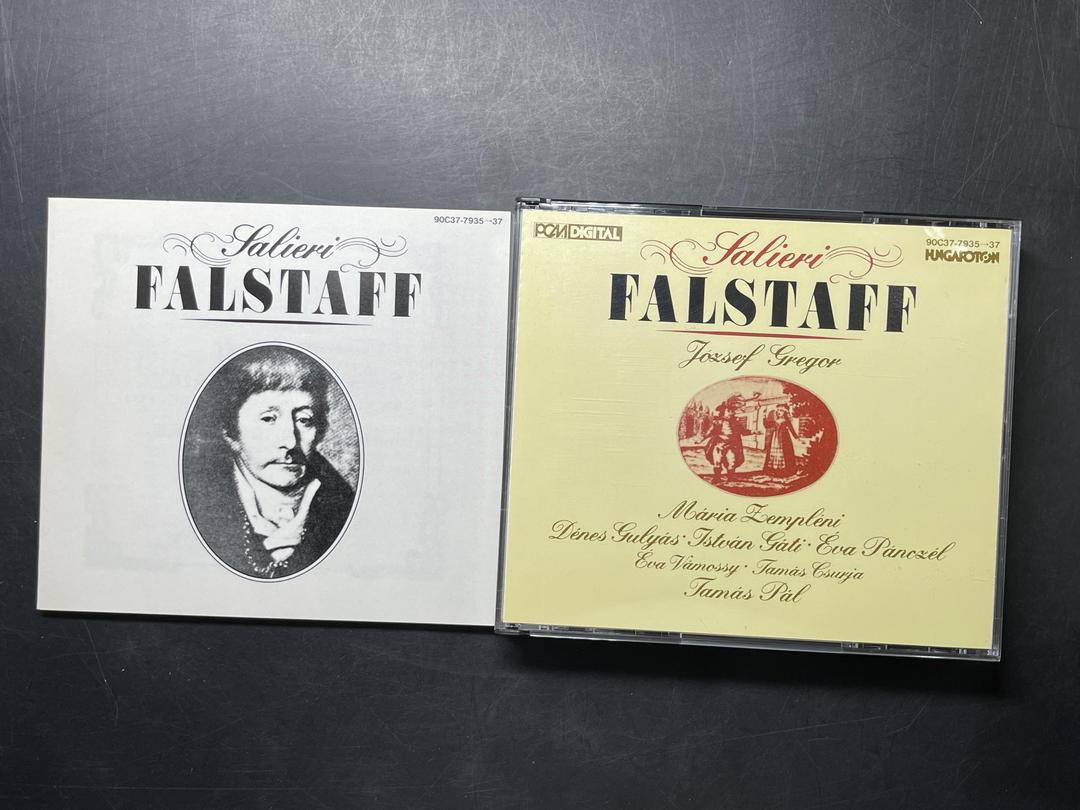 90C37-7935→37
Salieri
FALSTAFF
PCM DIGITAL
90C37-7935→37
HUNGAROTON
Salieri
FALSTAFF
József Gregor
Mária Zempléni
Dénes Gulyás · István Gáti · Éva Pánczél
Éva Vámossy · Tamás Csurja
Tamás Pál